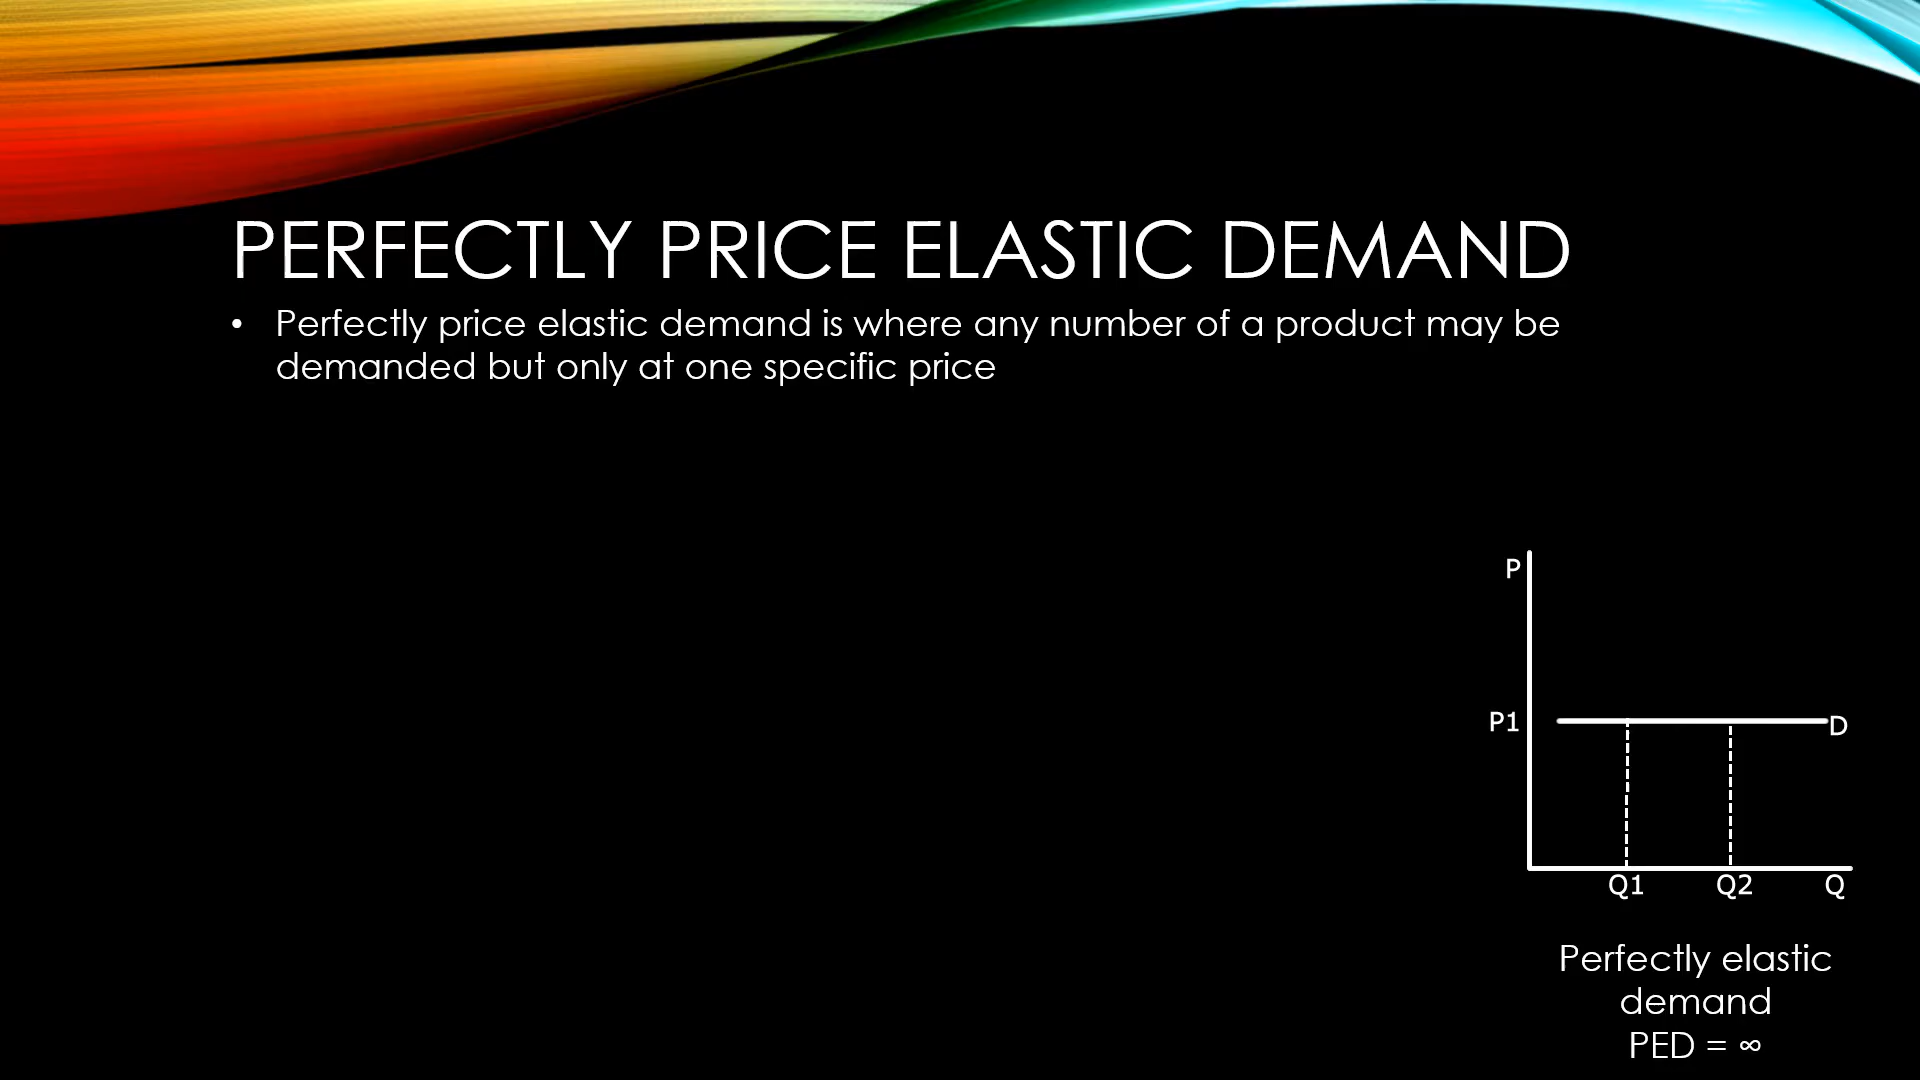 PERFECTLY PRICE ELASTIC DEMAND
• Perfectly price elastic demand is where any number of a product may be
demanded but only at one specific price
P
P1
D
Q1 Q2 Q
Perfectly elastic
demand
PED = ∞